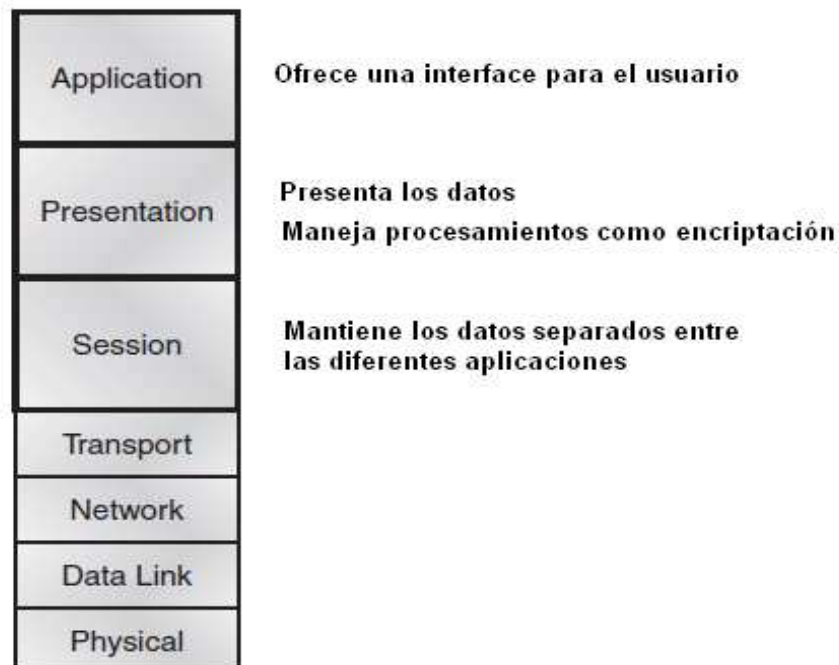 Application
Ofrece una interface para el usuario
Presentation
Presenta los datos
Maneja procesamientos como encriptación
Session
Mantiene los datos separados entre
las diferentes aplicaciones
Transport
Network
Data Link
Physical